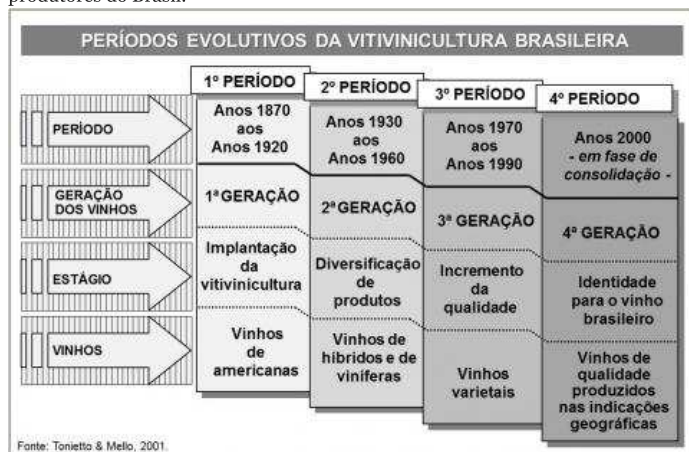 produtores do Brasil.
PERÍODOS EVOLUTIVOS DA VITIVINICULTURA BRASILEIRA
1º PERÍODO
2º PERÍODO
3º PERÍODO
4º PERÍODO
PERÍODO
Anos 1870
aos
Anos 1920
Anos 1930
aos
Anos 1960
Anos 1970
aos
Anos 1990
Anos 2000
- em fase de
consolidação -
GERAÇÃO
DOS VINHOS
1ª GERAÇÃO
2ª GERAÇÃO
3ª GERAÇÃO
4ª GERAÇÃO
ESTÁGIO
Implantação
da
vitivinicultura
Diversificação
de
produtos
Incremento
da
qualidade
Identidade
para o vinho
brasileiro
VINHOS
Vinhos
de
americanas
Vinhos de
híbridos e de
viníferas
Vinhos
varietais
Vinhos de
qualidade
produzidos
nas indicações
geográficas
Fonte: Tonietto & Mello, 2001.